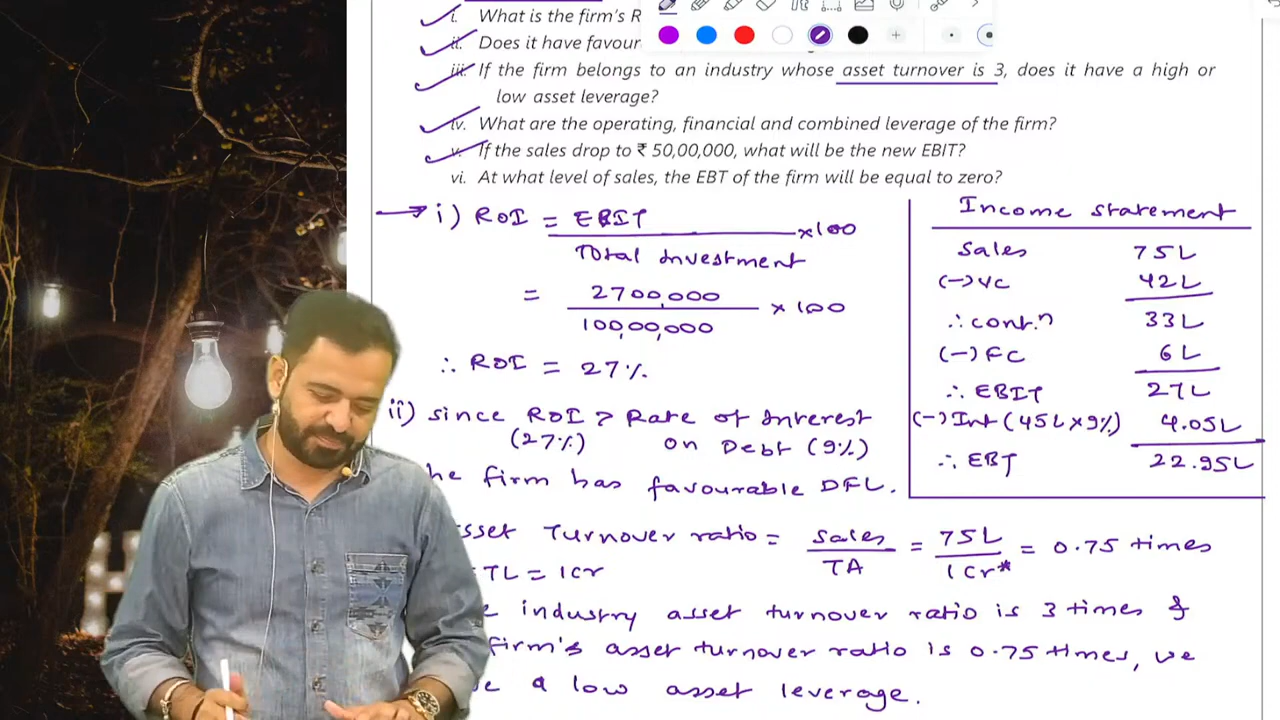 i. What is the firm's R
ii. Does it have favour
iii. If the firm belongs to an industry whose asset turnover is 3, does it have a high or
low asset leverage?
iv. What are the operating, financial and combined leverage of the firm?
v. If the sales drop to ₹ 50,00,000, what will be the new EBIT?
vi. At what level of sales, the EBT of the firm will be equal to zero?
i) ROI = EBIT ×100
Total Investment
= 2700,000 × 100
100,00,000
∴ ROI = 27%
ii) since ROI > Rate of Interest
(27%) on Debt (9%)
he firm has favourable DFL.
Income statement
Sales 75L
(-) VC 42L
∴ contⁿ 33L
(-) FC 6L
∴ EBIT 27L
(-) Int (45L×9%) 4.05L
∴ EBT 22.95L
sset Turnover ratio = Sales = 75L = 0.75 times
TA 1Cr*
TL = 1Cr
industry asset turnover ratio is 3 times &
firm's asset turnover ratio is 0.75 times, we
a low asset leverage.